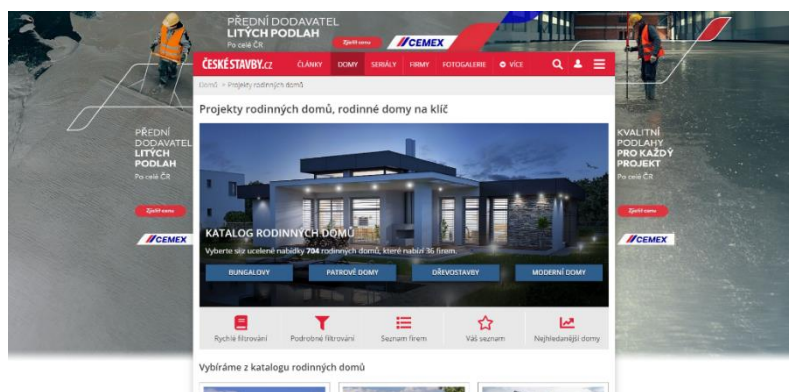 PŘEDNÍ DODAVATEL
LITÝCH PODLAH
Po celé ČR
Zjistit cenu
CEMEX
ČESKÉSTAVBY.cz
ČLÁNKY
DOMY
SERIÁLY
FIRMY
FOTOGALERIE
VÍCE
Domů > Projekty rodinných domů
Projekty rodinných domů, rodinné domy na klíč
PŘEDNÍ
DODAVATEL
LITÝCH
PODLAH
Po celé ČR
Zjistit cenu
CEMEX
KATALOG RODINNÝCH DOMŮ
Vyberte si z ucelené nabídky 704 rodinných domů, které nabízí 36 firem.
BUNGALOVY
PATROVÉ DOMY
DŘEVOSTAVBY
MODERNÍ DOMY
KVALITNÍ
PODLAHY
PRO KAŽDÝ
PROJEKT
Po celé ČR
Zjistit cenu
CEMEX
Rychlé filtrování
Podrobné filtrování
Seznam firem
Váš seznam
Nejhledanější domy
Vybíráme z katalogu rodinných domů